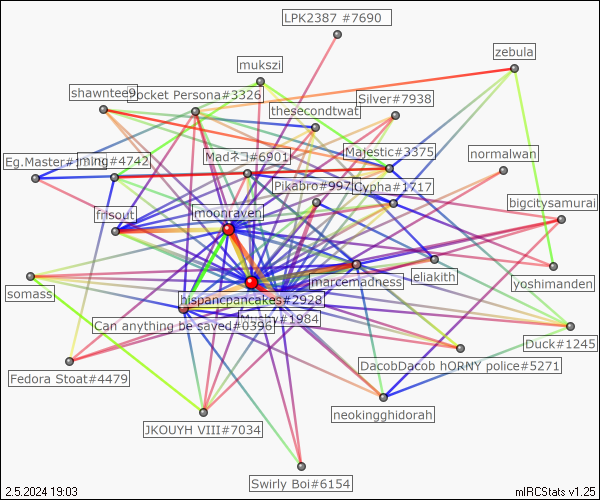 LPK2387 #7690
zebula
mukszi
shawntee9
Pocket Persona#3326
Silver#7938
thesecondtwat
normalwan
Majestic#3375
Eg.Master#
ming#4742
Madネコ#6901
Pikabro#997
Cypha#1717
bigcitysamurai
moonraven
frisout
eliakith
yoshimanden
marcemadness
somass
hispancpancakes#2928
#1984
Can anything be saved#0396
Duck#1245
Fedora Stoat#4479
DacobDacob hORNY police#5271
neokingghidorah
JKOUYH VIII#7034
Swirly Boi#6154
2.5.2024 19:03
mIRCStats v1.25